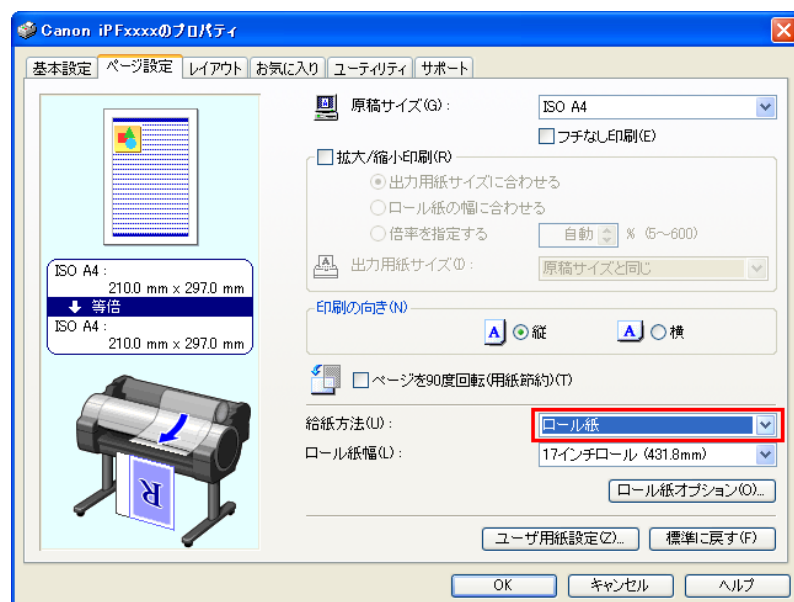 Canon iPFxxxxのプロパティ
基本設定 ページ設定 レイアウト お気に入り ユーティリティ サポート
原稿サイズ(G): ISO A4
フチなし印刷(E)
拡大/縮小印刷(R)
出力用紙サイズに合わせる
ロール紙の幅に合わせる
倍率を指定する 自動 % (5～600)
出力用紙サイズ(I): 原稿サイズと同じ
ISO A4 :
210.0 mm x 297.0 mm
等倍
ISO A4 :
210.0 mm x 297.0 mm
印刷の向き(N)
A 縦 A 横
ページを90度回転(用紙節約)(T)
給紙方法(U): ロール紙
ロール紙幅(L): 17インチロール (431.8mm)
ロール紙オプション(O)...
ユーザ用紙設定(Z)... 標準に戻す(F)
R
OK キャンセル ヘルプ